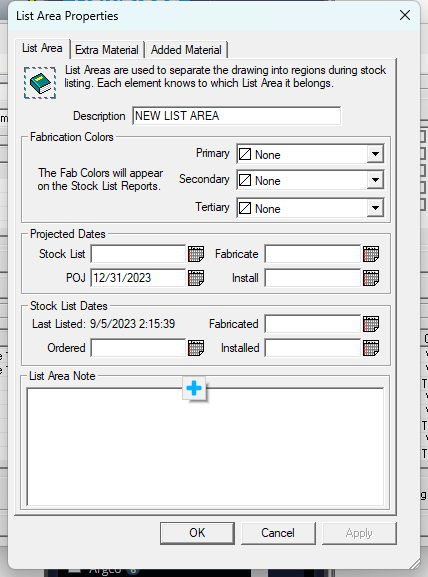 List Area Properties
List Area Extra Material Added Material
List Areas are used to separate the drawing into regions during stock
listing. Each element knows to which List Area it belongs.
Description NEW LIST AREA
Fabrication Colors
The Fab Colors will appear
on the Stock List Reports.
Primary None
Secondary None
Tertiary None
Projected Dates
Stock List Fabricate
POJ 12/31/2023 Install
Stock List Dates
Last Listed: 9/5/2023 2:15:39 Fabricated
Ordered Installed
List Area Note
OK Cancel Apply
Argco